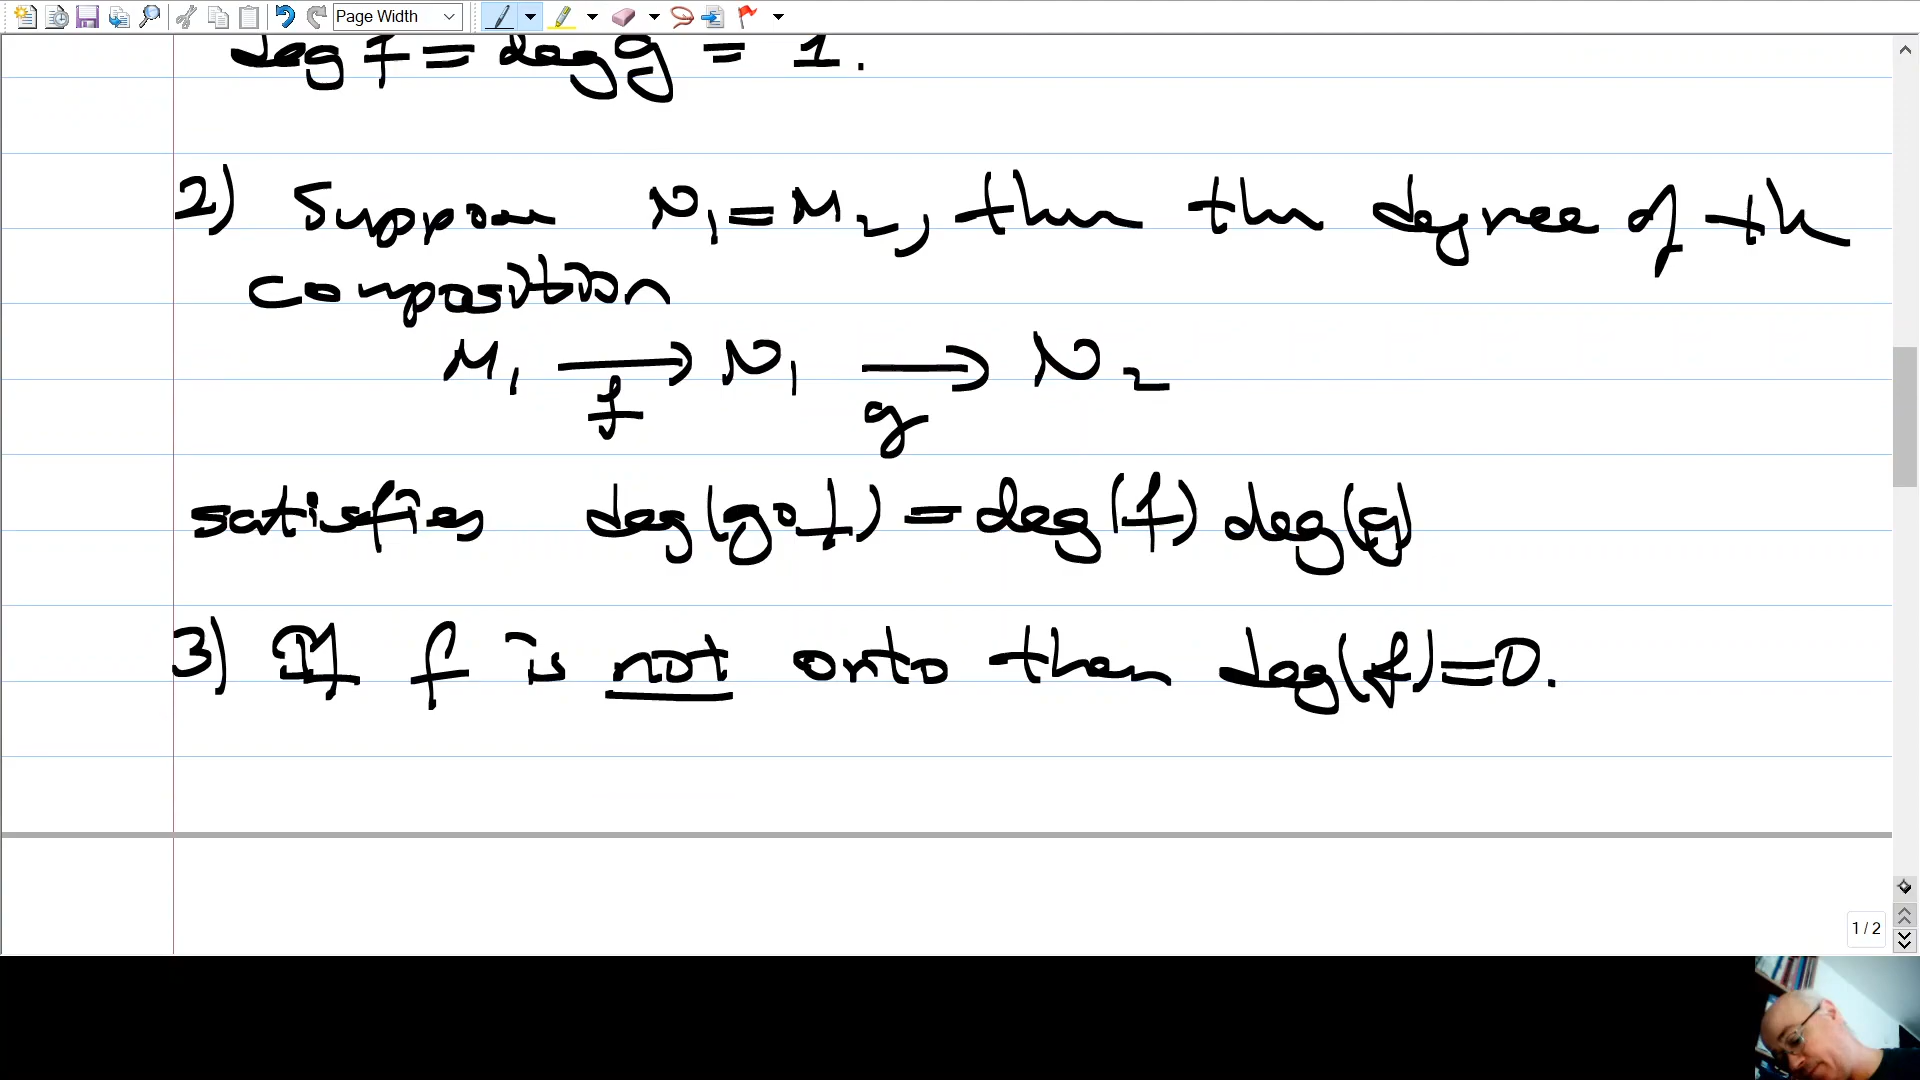 Page Width
deg f = deg g = 1.
2) Suppose N₁ = M₂, then the degree of the
composition
M₁ → N₁ → N₂
f g
satisfies deg(g∘f) = deg(f) deg(g)
3) If f is not onto then deg(f) = 0.
1 / 2